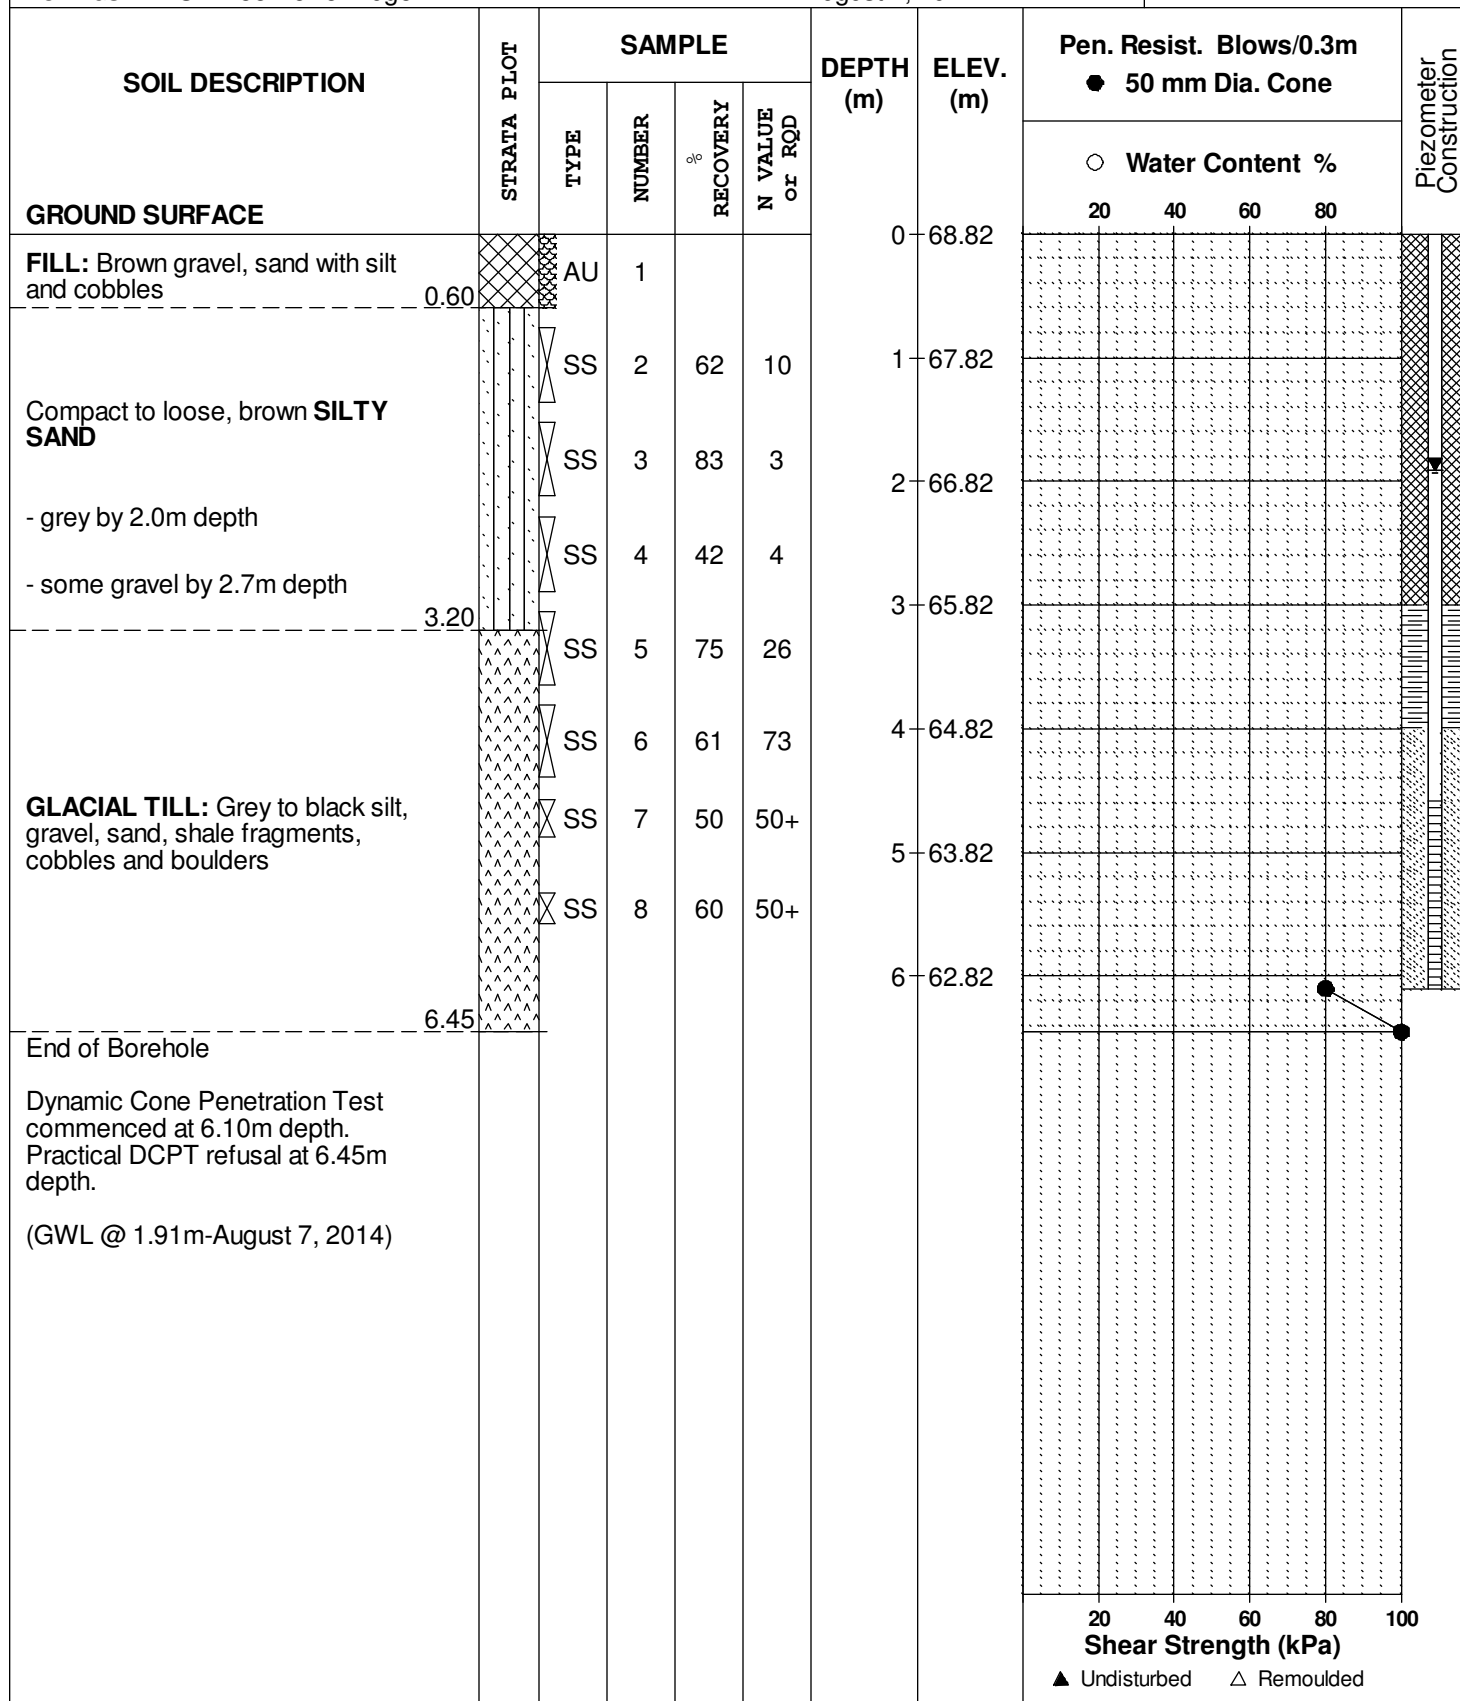 SOIL DESCRIPTION
GROUND SURFACE
STRATA PLOT
SAMPLE
TYPE
NUMBER
% RECOVERY
N VALUE or RQD
DEPTH (m)
ELEV. (m)
Pen. Resist. Blows/0.3m
● 50 mm Dia. Cone
○ Water Content %
20 40 60 80
Piezometer Construction
0 68.82
FILL: Brown gravel, sand with silt
and cobbles
0.60
AU 1
SS 2 62 10
1 67.82
Compact to loose, brown SILTY
SAND
SS 3 83 3
2 66.82
- grey by 2.0m depth
SS 4 42 4
- some gravel by 2.7m depth
3 65.82
3.20
SS 5 75 26
4 64.82
SS 6 61 73
GLACIAL TILL: Grey to black silt,
gravel, sand, shale fragments,
cobbles and boulders
SS 7 50 50+
5 63.82
SS 8 60 50+
6 62.82
6.45
End of Borehole
Dynamic Cone Penetration Test
commenced at 6.10m depth.
Practical DCPT refusal at 6.45m
depth.
(GWL @ 1.91m-August 7, 2014)
20 40 60 80 100
Shear Strength (kPa)
▲ Undisturbed △ Remoulded